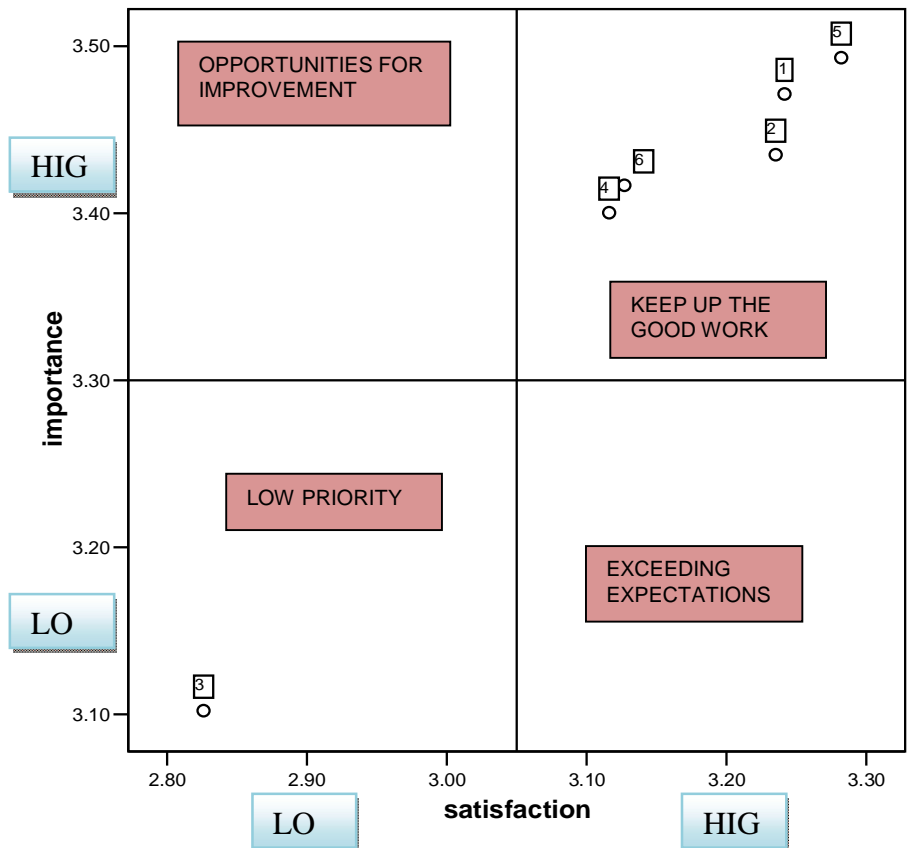 3.50
OPPORTUNITIES FOR
IMPROVEMENT
5
1
2
HIG
6
4
3.40
KEEP UP THE
GOOD WORK
importance
3.30
LOW PRIORITY
3.20
EXCEEDING
EXPECTATIONS
LO
3
3.10
2.80
2.90
3.00
3.10
3.20
3.30
satisfaction
LO
HIG